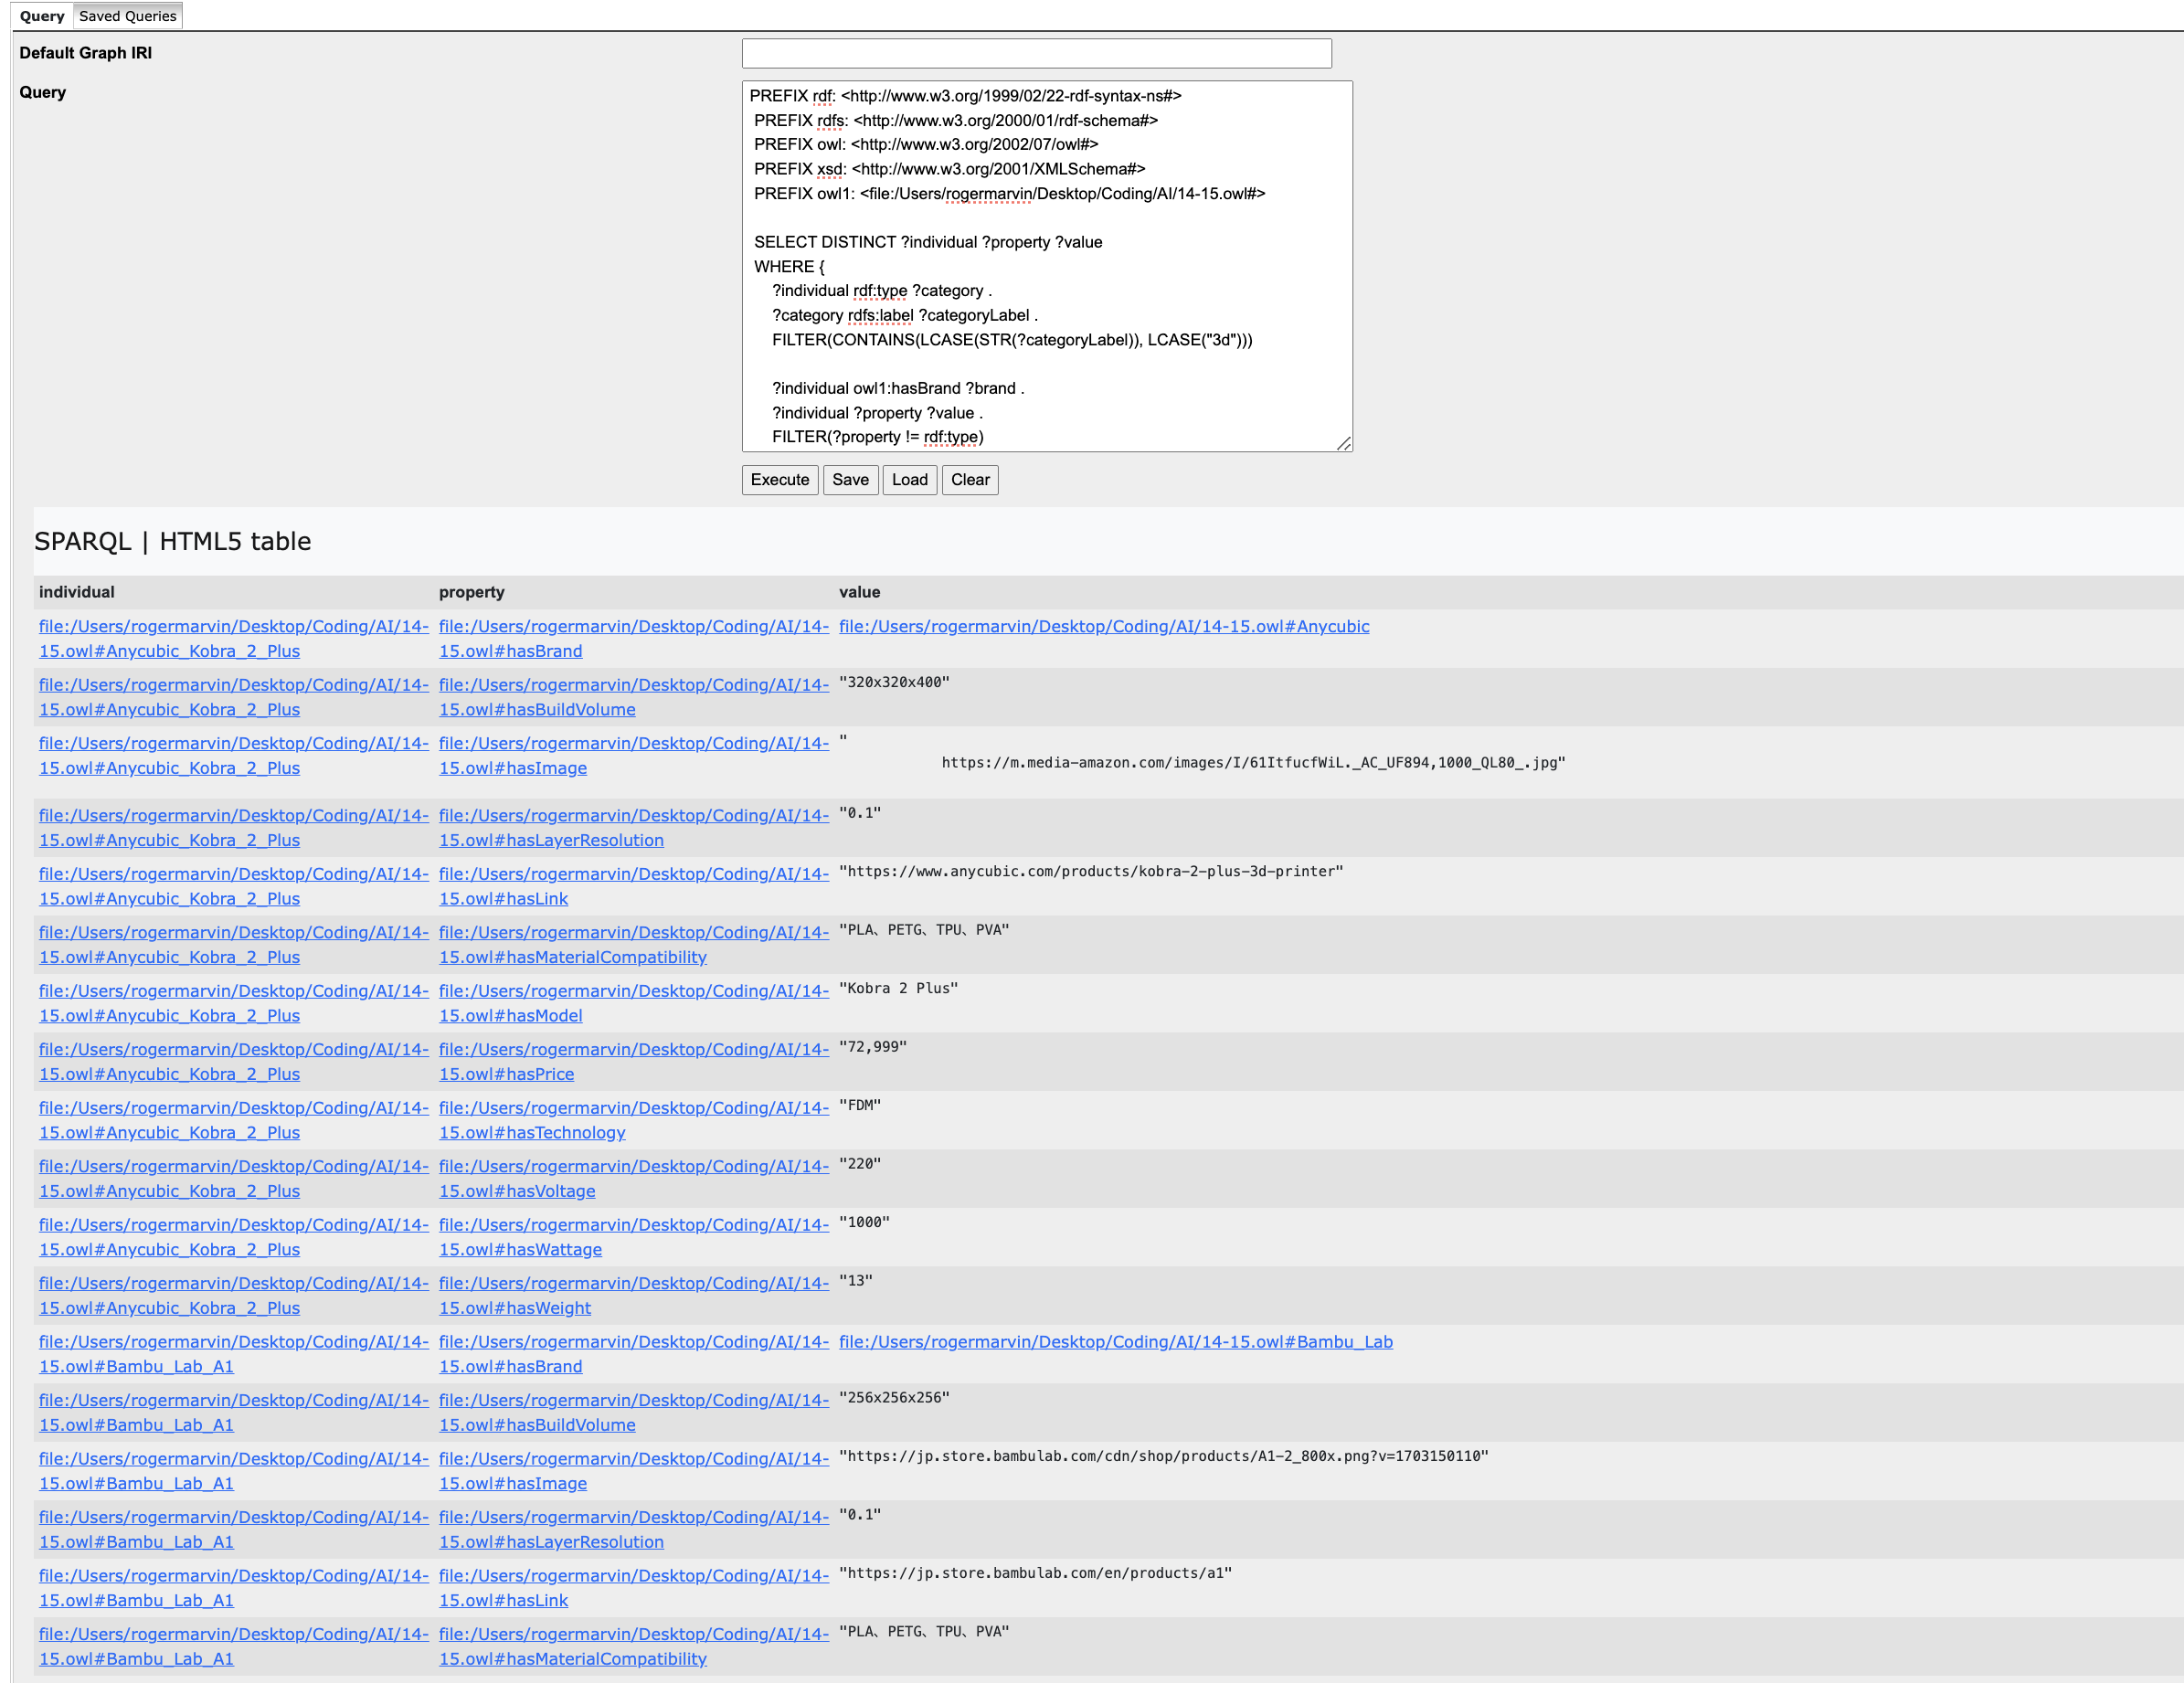 Query Saved Queries
Default Graph IRI
Query
PREFIX rdf: <http://www.w3.org/1999/02/22-rdf-syntax-ns#>
PREFIX rdfs: <http://www.w3.org/2000/01/rdf-schema#>
PREFIX owl: <http://www.w3.org/2002/07/owl#>
PREFIX xsd: <http://www.w3.org/2001/XMLSchema#>
PREFIX owl1: <file:/Users/rogermarvin/Desktop/Coding/AI/14-15.owl#>
SELECT DISTINCT ?individual ?property ?value
WHERE {
?individual rdf:type ?category .
?category rdfs:label ?categoryLabel .
FILTER(CONTAINS(LCASE(STR(?categoryLabel)), LCASE("3d")))
?individual owl1:hasBrand ?brand .
?individual ?property ?value .
FILTER(?property != rdf:type)
Execute Save Load Clear
SPARQL | HTML5 table
individual property value
file:/Users/rogermarvin/Desktop/Coding/AI/14- file:/Users/rogermarvin/Desktop/Coding/AI/14- file:/Users/rogermarvin/Desktop/Coding/AI/14-15.owl#Anycubic
15.owl#Anycubic_Kobra_2_Plus 15.owl#hasBrand
file:/Users/rogermarvin/Desktop/Coding/AI/14- file:/Users/rogermarvin/Desktop/Coding/AI/14- "320x320x400"
15.owl#Anycubic_Kobra_2_Plus 15.owl#hasBuildVolume
file:/Users/rogermarvin/Desktop/Coding/AI/14- file:/Users/rogermarvin/Desktop/Coding/AI/14- "
15.owl#Anycubic_Kobra_2_Plus 15.owl#hasImage https://m.media-amazon.com/images/I/61ItfucfWiL._AC_UF894,1000_QL80_.jpg"
file:/Users/rogermarvin/Desktop/Coding/AI/14- file:/Users/rogermarvin/Desktop/Coding/AI/14- "0.1"
15.owl#Anycubic_Kobra_2_Plus 15.owl#hasLayerResolution
file:/Users/rogermarvin/Desktop/Coding/AI/14- file:/Users/rogermarvin/Desktop/Coding/AI/14- "https://www.anycubic.com/products/kobra-2-plus-3d-printer"
15.owl#Anycubic_Kobra_2_Plus 15.owl#hasLink
file:/Users/rogermarvin/Desktop/Coding/AI/14- file:/Users/rogermarvin/Desktop/Coding/AI/14- "PLA、PETG、TPU、PVA"
15.owl#Anycubic_Kobra_2_Plus 15.owl#hasMaterialCompatibility
file:/Users/rogermarvin/Desktop/Coding/AI/14- file:/Users/rogermarvin/Desktop/Coding/AI/14- "Kobra 2 Plus"
15.owl#Anycubic_Kobra_2_Plus 15.owl#hasModel
file:/Users/rogermarvin/Desktop/Coding/AI/14- file:/Users/rogermarvin/Desktop/Coding/AI/14- "72,999"
15.owl#Anycubic_Kobra_2_Plus 15.owl#hasPrice
file:/Users/rogermarvin/Desktop/Coding/AI/14- file:/Users/rogermarvin/Desktop/Coding/AI/14- "FDM"
15.owl#Anycubic_Kobra_2_Plus 15.owl#hasTechnology
file:/Users/rogermarvin/Desktop/Coding/AI/14- file:/Users/rogermarvin/Desktop/Coding/AI/14- "220"
15.owl#Anycubic_Kobra_2_Plus 15.owl#hasVoltage
file:/Users/rogermarvin/Desktop/Coding/AI/14- file:/Users/rogermarvin/Desktop/Coding/AI/14- "1000"
15.owl#Anycubic_Kobra_2_Plus 15.owl#hasWattage
file:/Users/rogermarvin/Desktop/Coding/AI/14- file:/Users/rogermarvin/Desktop/Coding/AI/14- "13"
15.owl#Anycubic_Kobra_2_Plus 15.owl#hasWeight
file:/Users/rogermarvin/Desktop/Coding/AI/14- file:/Users/rogermarvin/Desktop/Coding/AI/14- file:/Users/rogermarvin/Desktop/Coding/AI/14-15.owl#Bambu_Lab
15.owl#Bambu_Lab_A1 15.owl#hasBrand
file:/Users/rogermarvin/Desktop/Coding/AI/14- file:/Users/rogermarvin/Desktop/Coding/AI/14- "256x256x256"
15.owl#Bambu_Lab_A1 15.owl#hasBuildVolume
file:/Users/rogermarvin/Desktop/Coding/AI/14- file:/Users/rogermarvin/Desktop/Coding/AI/14- "https://jp.store.bambulab.com/cdn/shop/products/A1-2_800x.png?v=1703150110"
15.owl#Bambu_Lab_A1 15.owl#hasImage
file:/Users/rogermarvin/Desktop/Coding/AI/14- file:/Users/rogermarvin/Desktop/Coding/AI/14- "0.1"
15.owl#Bambu_Lab_A1 15.owl#hasLayerResolution
file:/Users/rogermarvin/Desktop/Coding/AI/14- file:/Users/rogermarvin/Desktop/Coding/AI/14- "https://jp.store.bambulab.com/en/products/a1"
15.owl#Bambu_Lab_A1 15.owl#hasLink
file:/Users/rogermarvin/Desktop/Coding/AI/14- file:/Users/rogermarvin/Desktop/Coding/AI/14- "PLA、PETG、TPU、PVA"
15.owl#Bambu_Lab_A1 15.owl#hasMaterialCompatibility